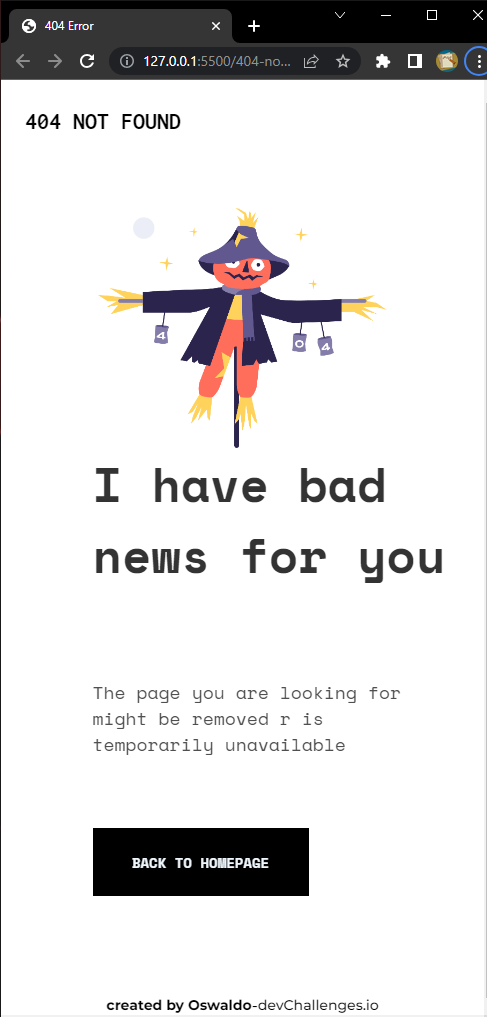 404 Error
127.0.0.1:5500/404-no...
404 NOT FOUND
4
0
4
I have bad
news for you
The page you are looking for
might be removed r is
temporarily unavailable
BACK TO HOMEPAGE
created by Oswaldo-devChallenges.io